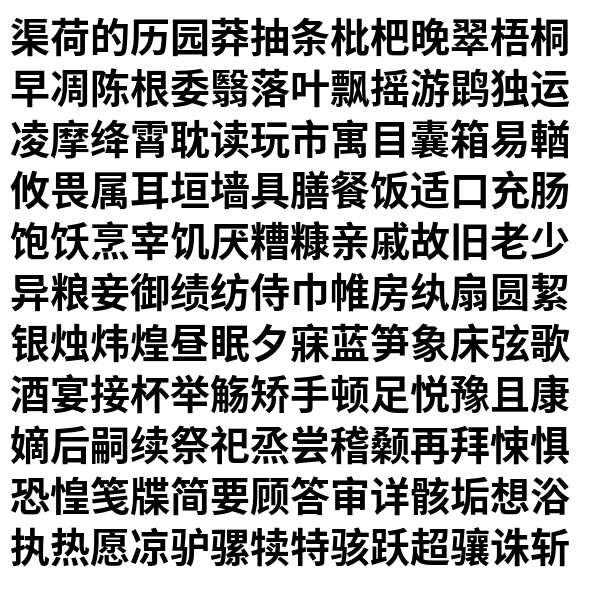 渠荷的历园莽抽条枇杷晚翠梧桐
早凋陈根委翳落叶飘摇游鹍独运
凌摩绛霄耽读玩市寓目囊箱易輶
攸畏属耳垣墙具膳餐饭适口充肠
饱饫烹宰饥厌糟糠亲戚故旧老少
异粮妾御绩纺侍巾帷房纨扇圆絜
银烛炜煌昼眠夕寐蓝笋象床弦歌
酒宴接杯举觞矫手顿足悦豫且康
嫡后嗣续祭祀烝尝稽颡再拜悚惧
恐惶笺牒简要顾答审详骸垢想浴
执热愿凉驴骡犊特骇跃超骧诛斩